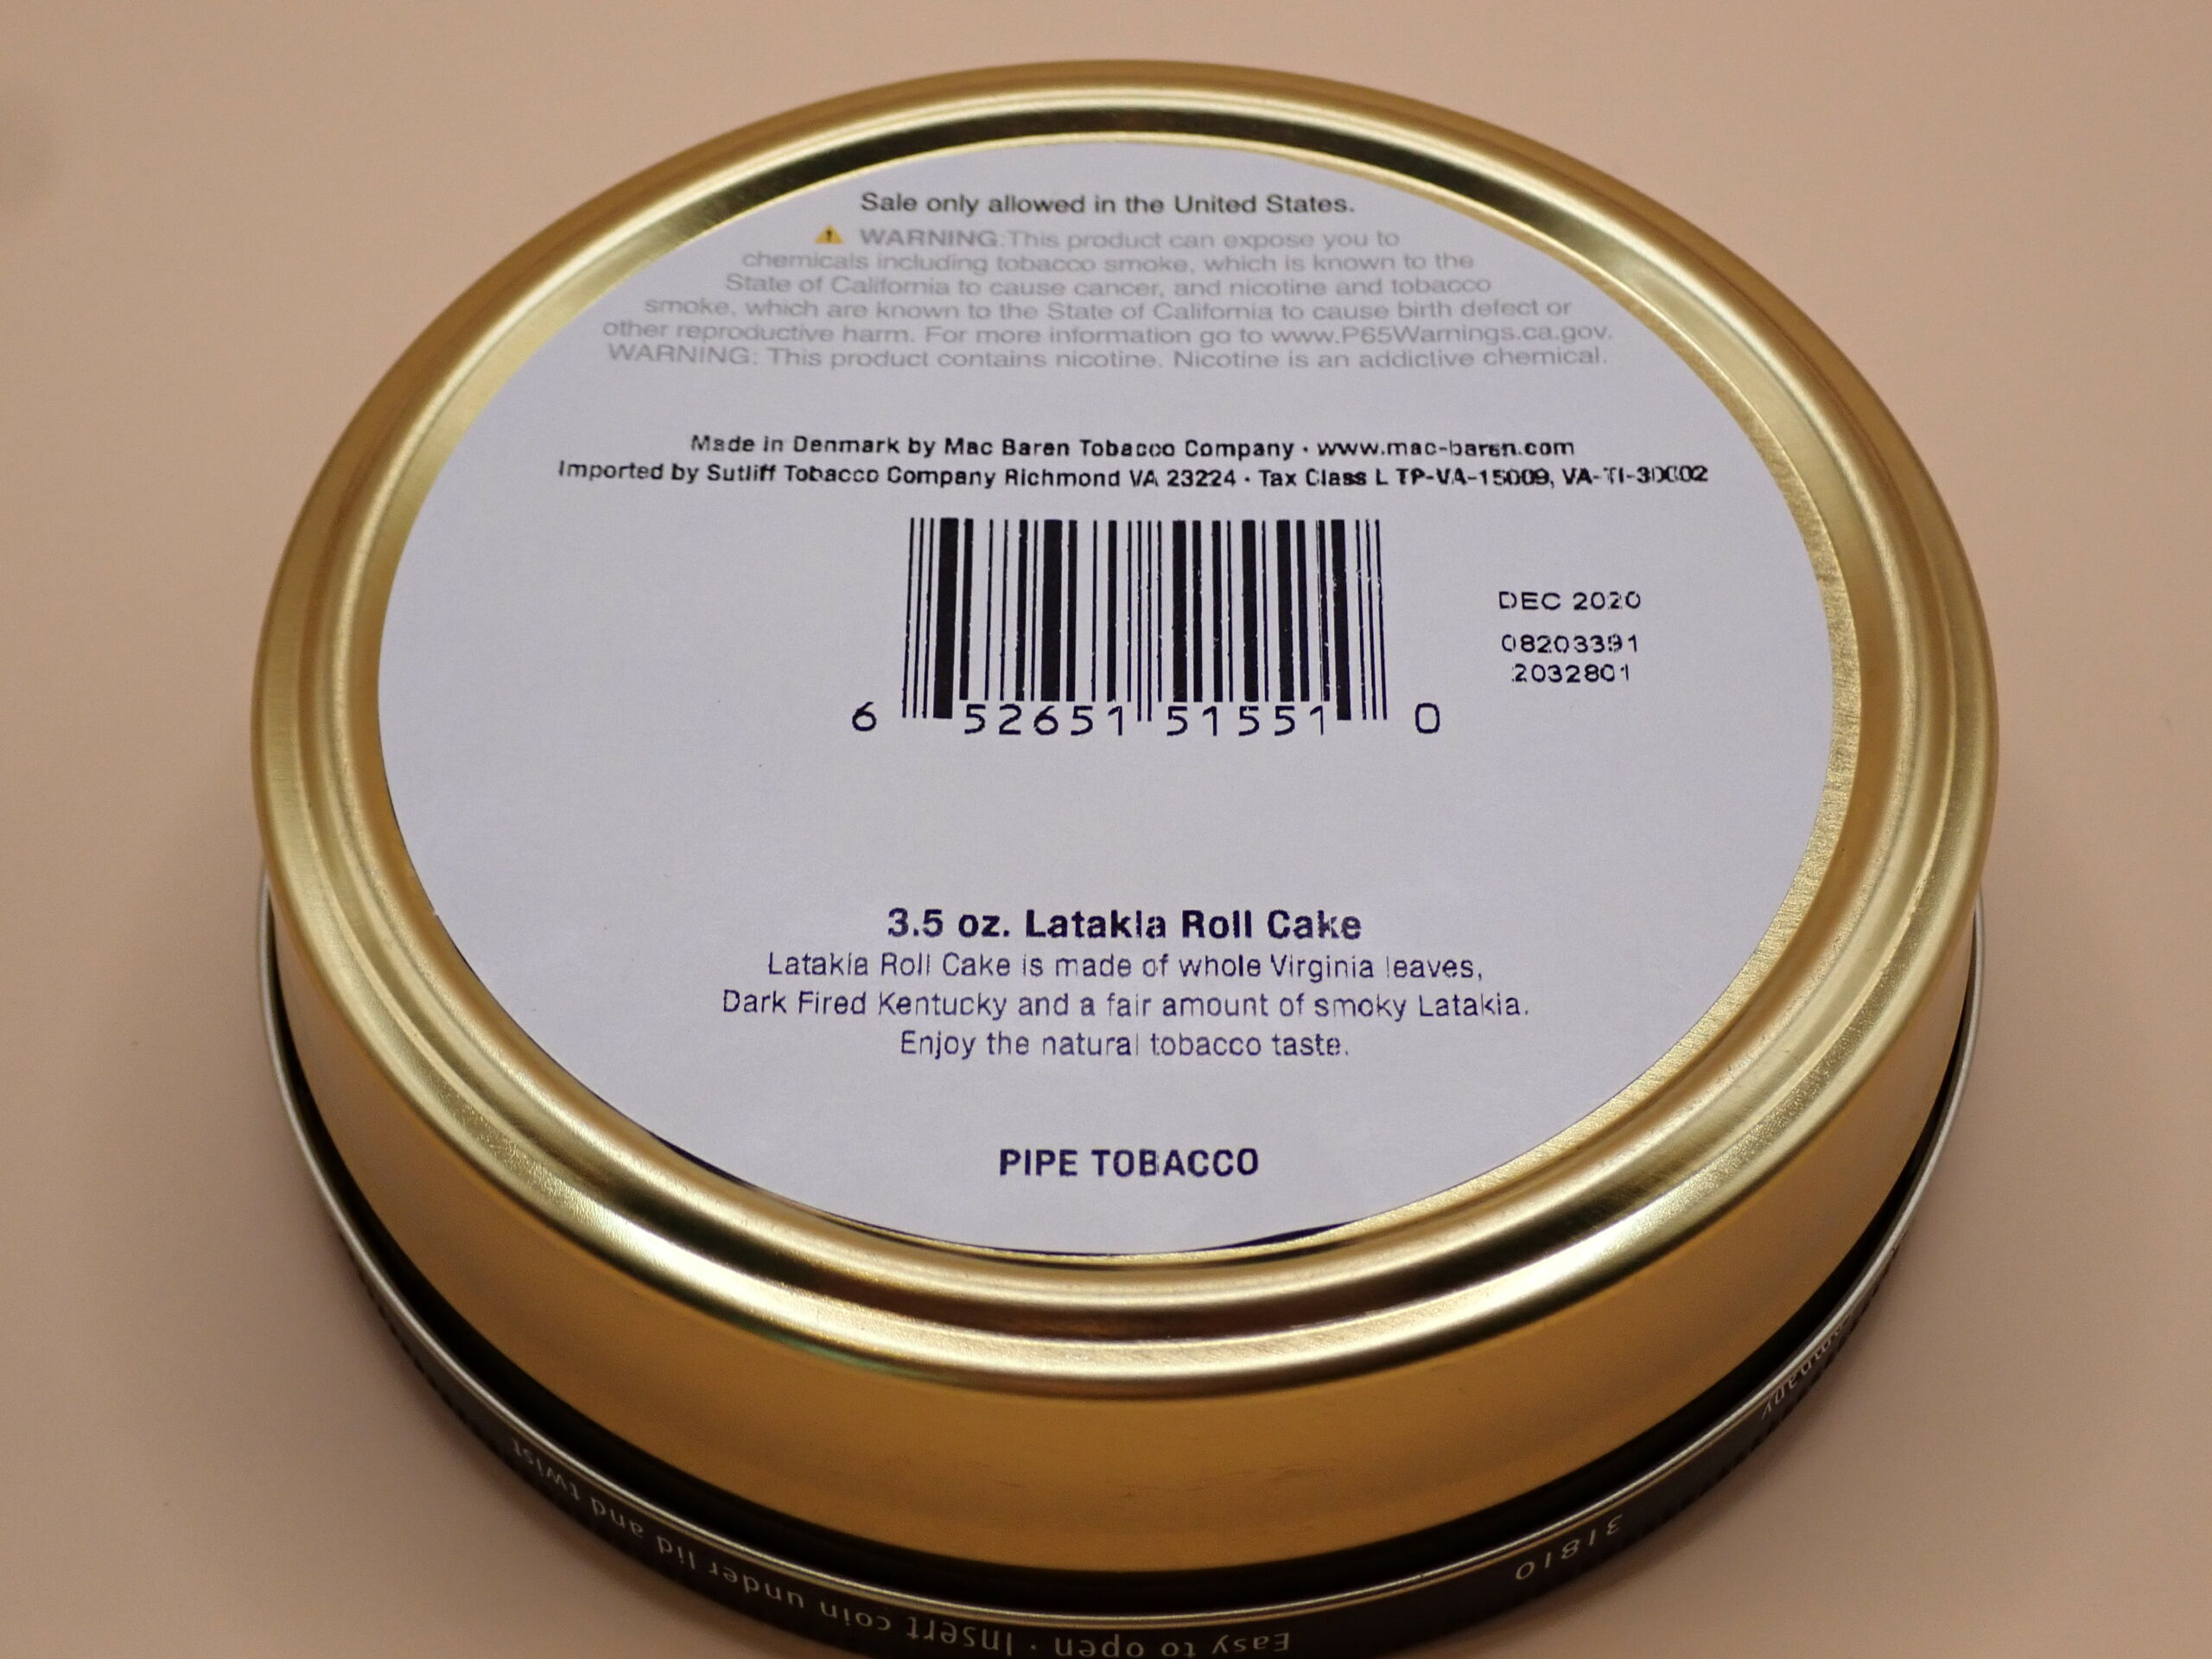 Sale only allowed in the United States.
WARNING:This product can expose you to
chemicals including tobacco smoke, which is known to the
State of California to cause cancer, and nicotine and tobacco
smoke, which are known to the State of California to cause birth defect or
other reproductive harm. For more information go to www.P65Warnings.ca.gov.
WARNING: This product contains nicotine. Nicotine is an addictive chemical.
Made in Denmark by Mac Baren Tobacco Company · www.mac-baren.com
Imported by Sutliff Tobacco Company Richmond VA 23224 · Tax Class L TP-VA-15009, VA-TI-30002
DEC 2020
08203391
2032801
6 52651 51551 0
3.5 oz. Latakia Roll Cake
Latakia Roll Cake is made of whole Virginia leaves,
Dark Fired Kentucky and a fair amount of smoky Latakia.
Enjoy the natural tobacco taste.
PIPE TOBACCO
Easy to open · Insert coin under lid and twist
31810